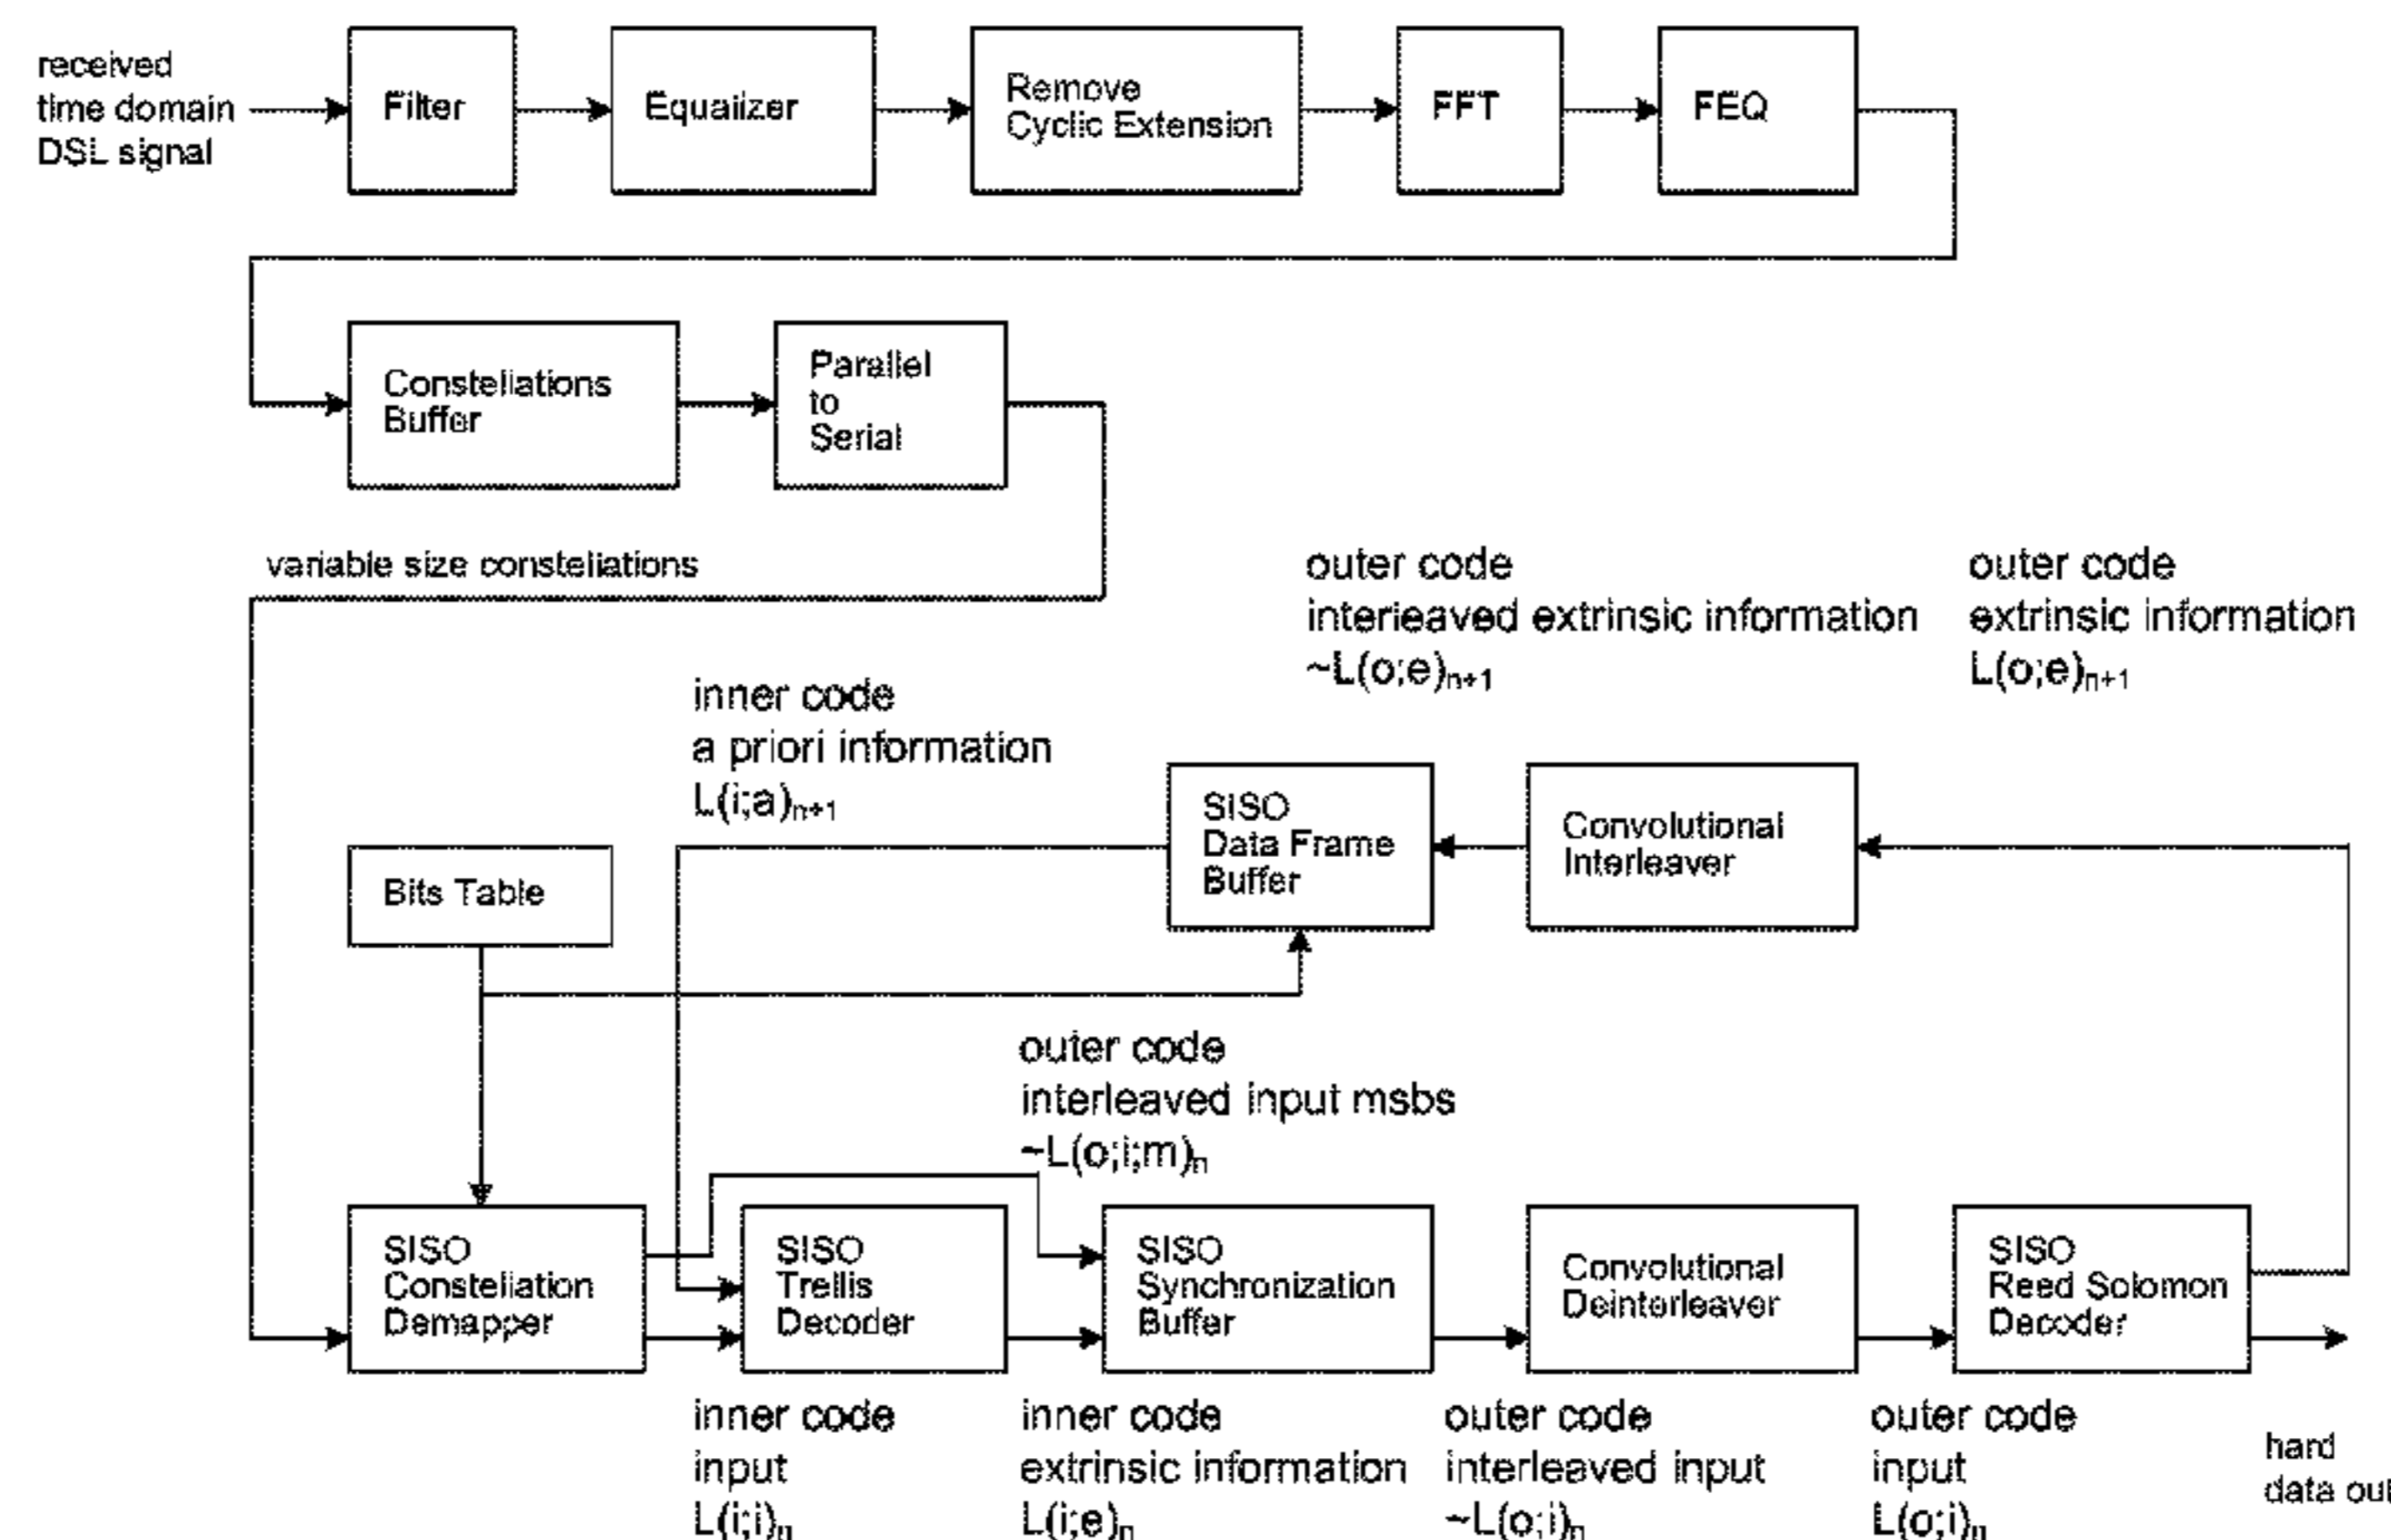 received
time domain
DSL signal
Filter
Equalizer
Remove
Cyclic Extension
FFT
FEQ
Constellations
Buffer
Parallel
to
Serial
variable size constellations
outer code
interleaved extrinsic information
~L(o;e)n+1
outer code
extrinsic information
L(o;e)n+1
inner code
a priori information
L(i;a)n+1
SISO
Data Frame
Buffer
Convolutional
Interleaver
Bits Table
outer code
interleaved input msbs
~L(o;i;m)n
SISO
Constellation
Demapper
SISO
Trellis
Decoder
SISO
Synchronization
Buffer
Convolutional
Deinterleaver
SISO
Reed Solomon
Decoder
inner code
input
L(i;i)n
inner code
extrinsic information
L(i;e)n
outer code
interleaved input
~L(o;i)n
outer code
input
L(o;i)n
hard
data out